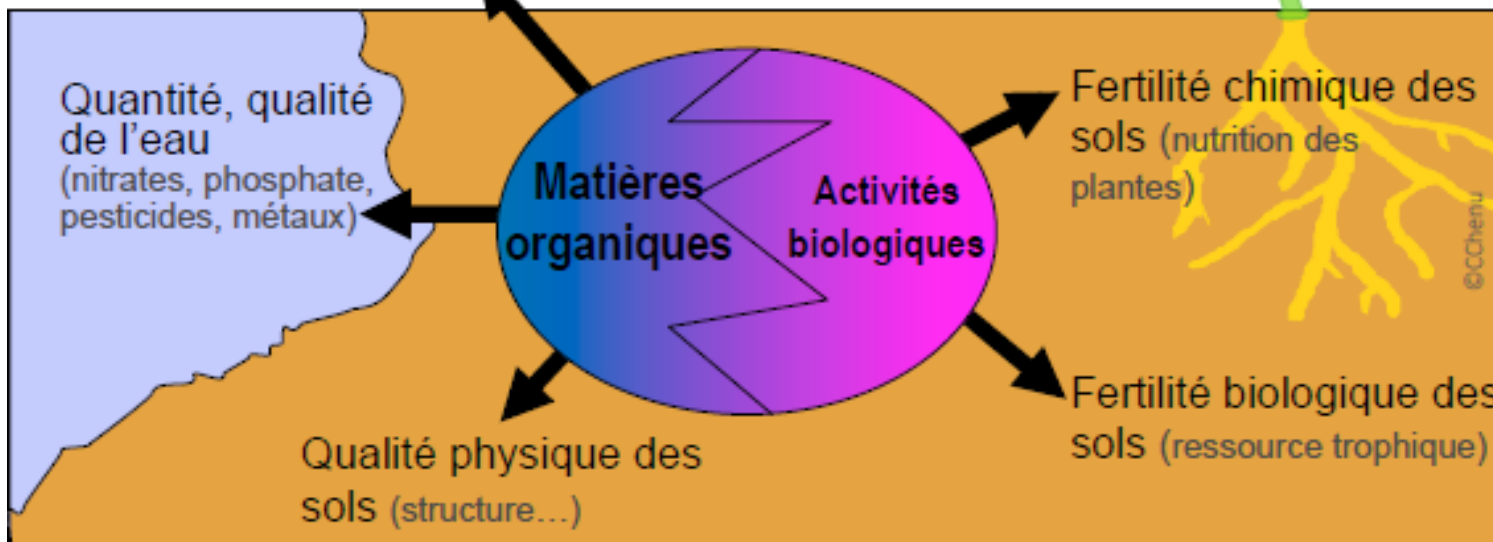 Quantité, qualité
de l'eau
(nitrates, phosphate,
pesticides, métaux)
Matières
organiques
Activités
biologiques
Fertilité chimique des
sols (nutrition des
plantes)
©CChenu
Fertilité biologique des
sols (ressource trophique)
Qualité physique des
sols (structure…)